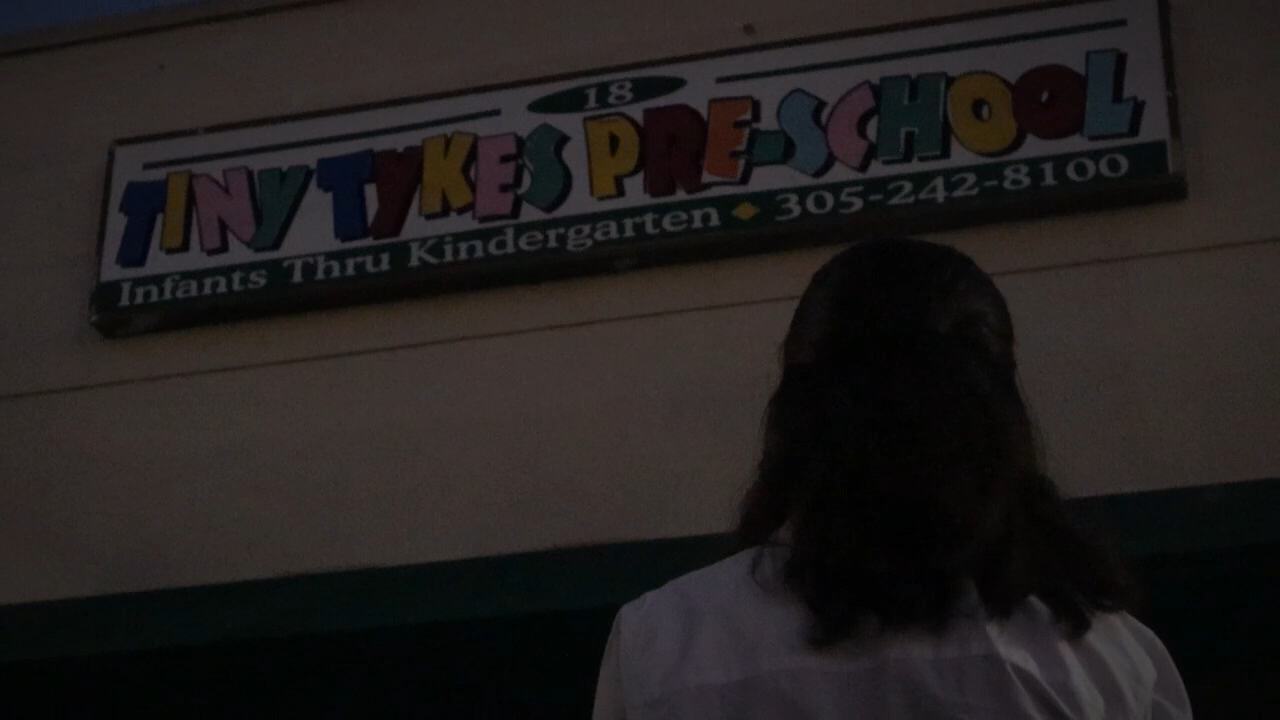 18
TINY TYKES PRE-SCHOOL
Infants Thru Kindergarten ◆ 305-242-8100